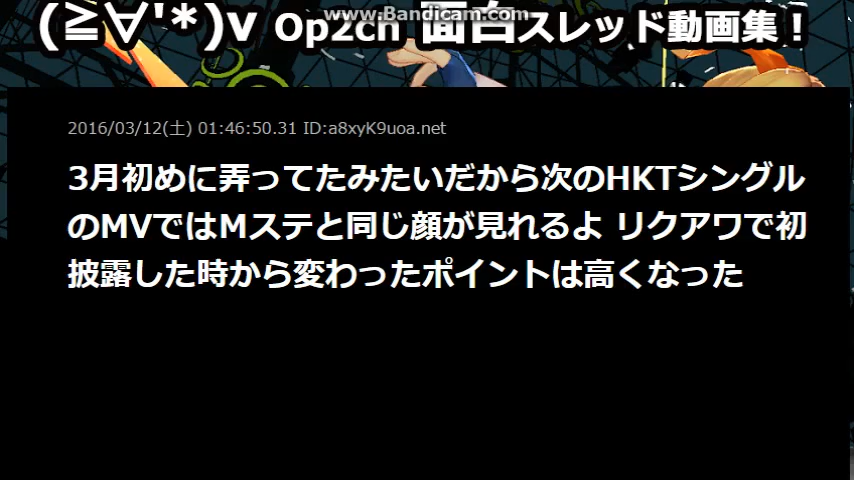 www.Bandicam.com
(≧∀'*)v Op2ch 面白スレッド動画集！
2016/03/12(土) 01:46:50.31 ID:a8xyK9uoa.net
3月初めに弄ってたみたいだから次のHKTシングル
のMVではMステと同じ顔が見れるよ リクアワで初
披露した時から変わったポイントは高くなった